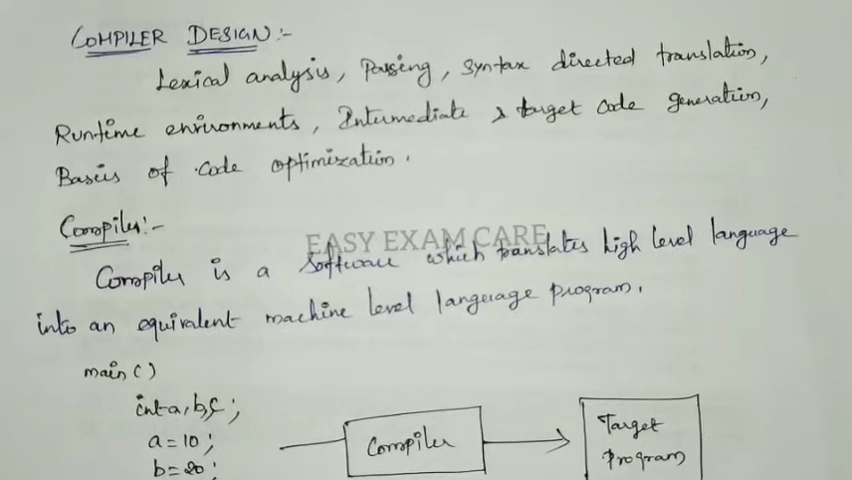 COMPILER DESIGN :-
Lexical analysis, Parsing, Syntax directed translation,
Runtime environments, Intermediate & target code generation,
Basics of code optimization.
Compiler:-
EASY EXAM CARE
Compiler is a software which translates high level language
into an equivalent machine level language program.
main()
int a, b, c;
a = 10;
b = 20;
Compiler
Target
Program